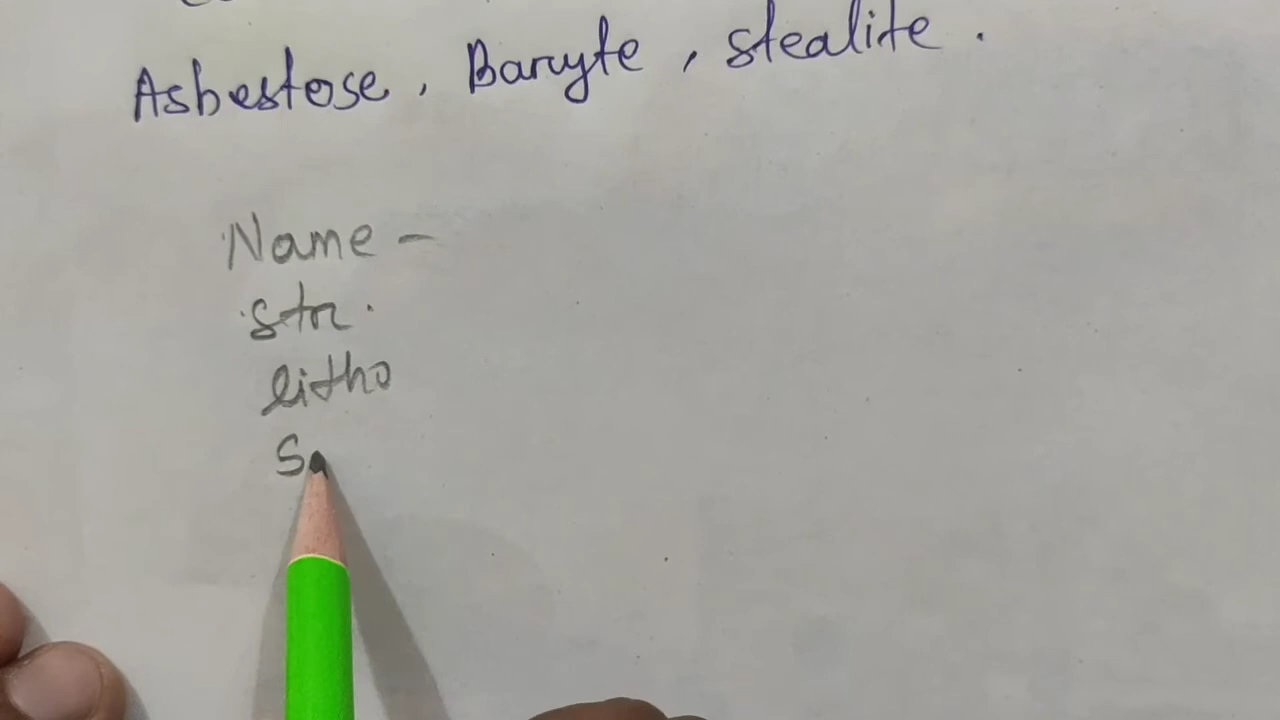 Asbestose, Baryte, stealite.
Name -
str.
litho
S